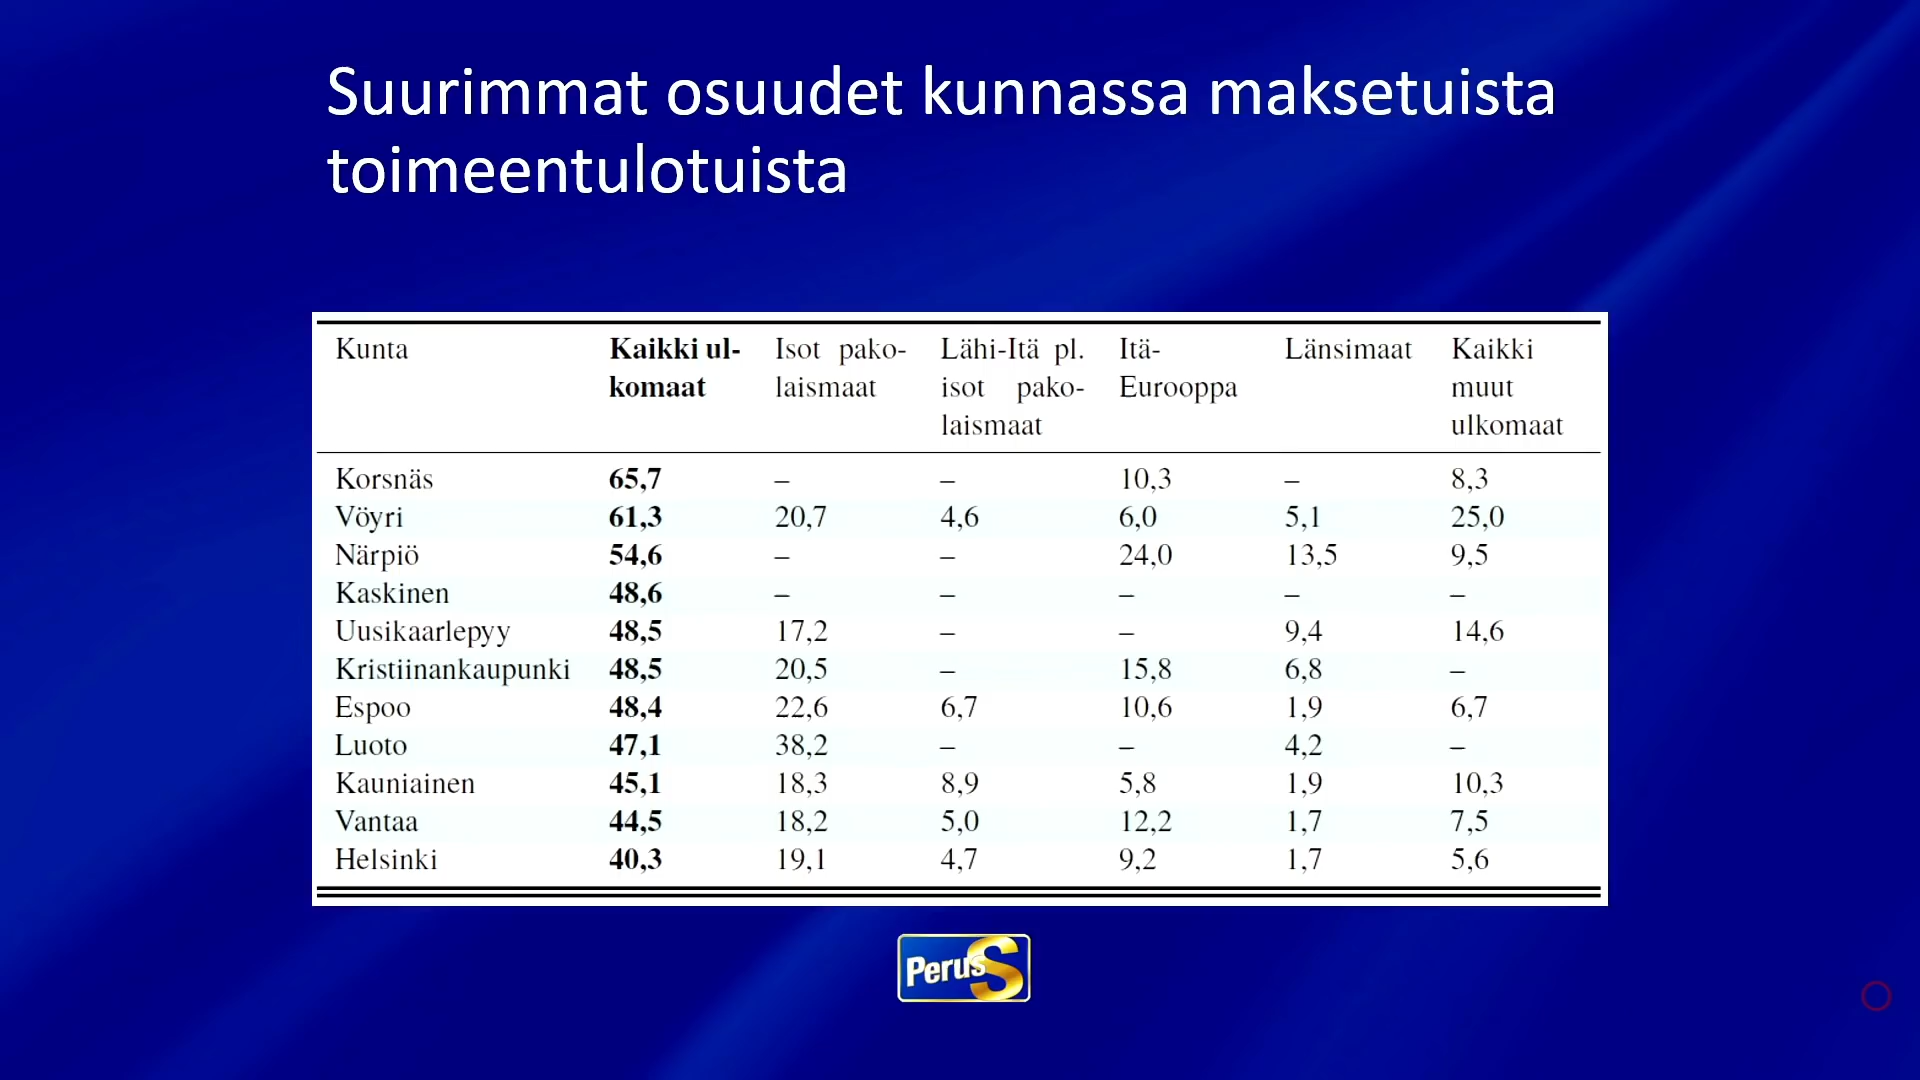 Suurimmat osuudet kunnassa maksetuista
toimeentulotuista
Kunta Kaikki ul- Isot pako- Lähi-Itä pl. Itä- Länsimaat Kaikki
komaat laismaat isot pako- Eurooppa muut
laismaat ulkomaat
Korsnäs 65,7 – – 10,3 – 8,3
Vöyri 61,3 20,7 4,6 6,0 5,1 25,0
Närpiö 54,6 – – 24,0 13,5 9,5
Kaskinen 48,6 – – – – –
Uusikaarlepyy 48,5 17,2 – – 9,4 14,6
Kristiinankaupunki 48,5 20,5 – 15,8 6,8 –
Espoo 48,4 22,6 6,7 10,6 1,9 6,7
Luoto 47,1 38,2 – – 4,2 –
Kauniainen 45,1 18,3 8,9 5,8 1,9 10,3
Vantaa 44,5 18,2 5,0 12,2 1,7 7,5
Helsinki 40,3 19,1 4,7 9,2 1,7 5,6
PerusS